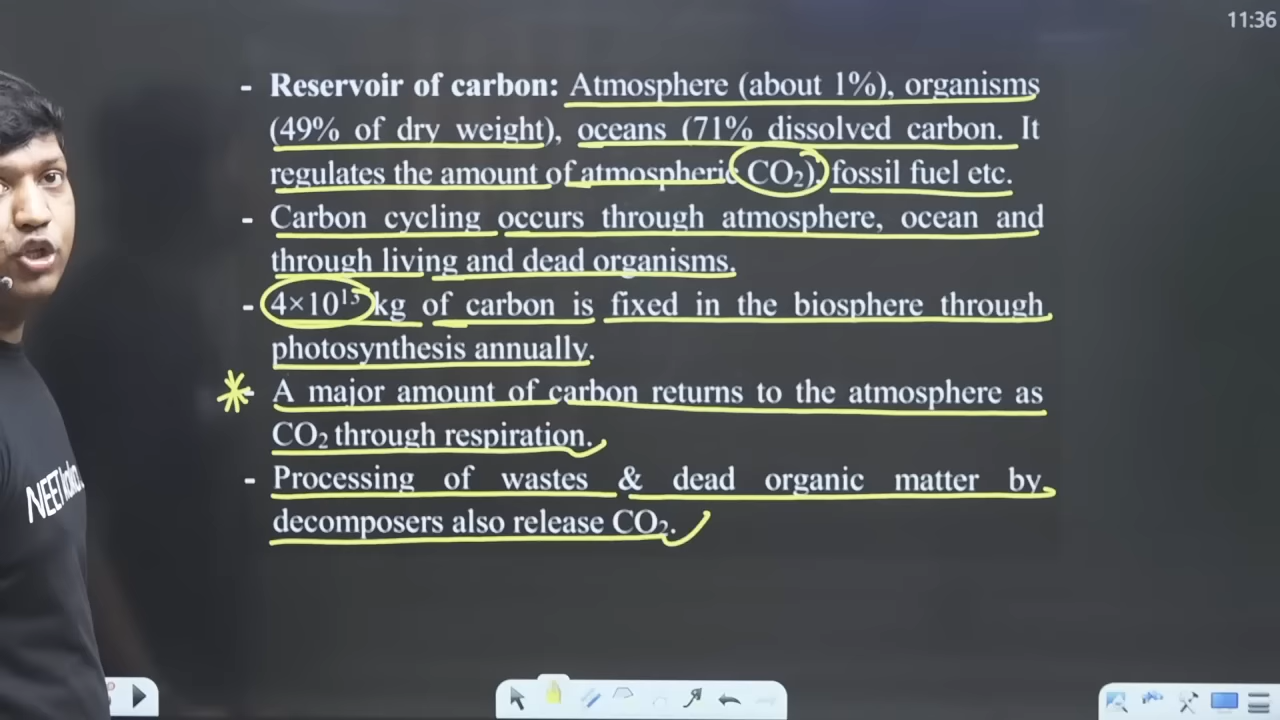 11:36
- Reservoir of carbon: Atmosphere (about 1%), organisms
(49% of dry weight), oceans (71% dissolved carbon. It
regulates the amount of atmospheric CO₂), fossil fuel etc.
- Carbon cycling occurs through atmosphere, ocean and
through living and dead organisms.
- 4×10¹³ kg of carbon is fixed in the biosphere through
photosynthesis annually.
- A major amount of carbon returns to the atmosphere as
CO₂ through respiration.
- Processing of wastes & dead organic matter by
decomposers also release CO₂.
NEET